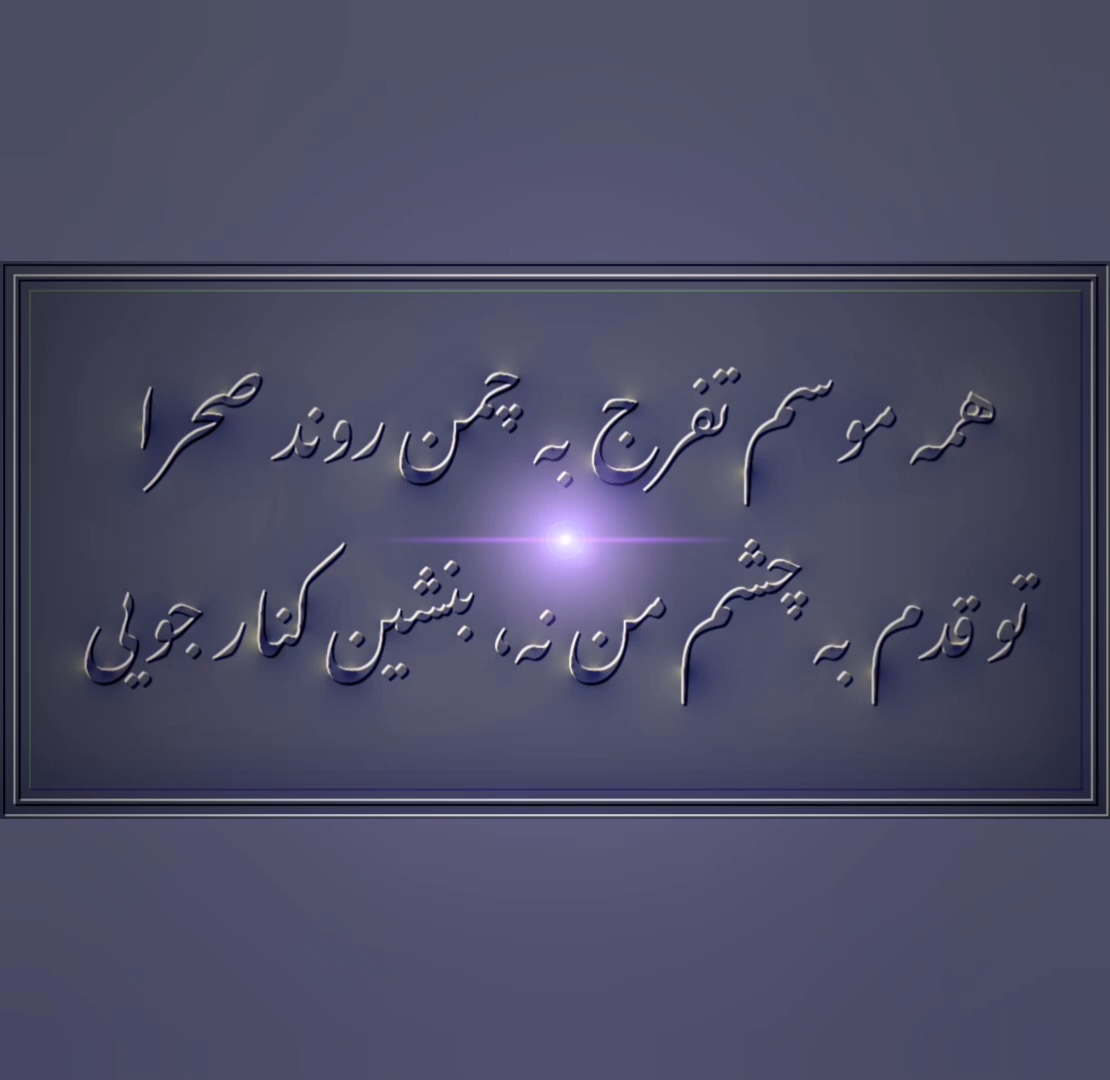 همه موسم تفرج به چمن روند صحرا
تو قدم به چشم من نه، بنشین کنار جویی